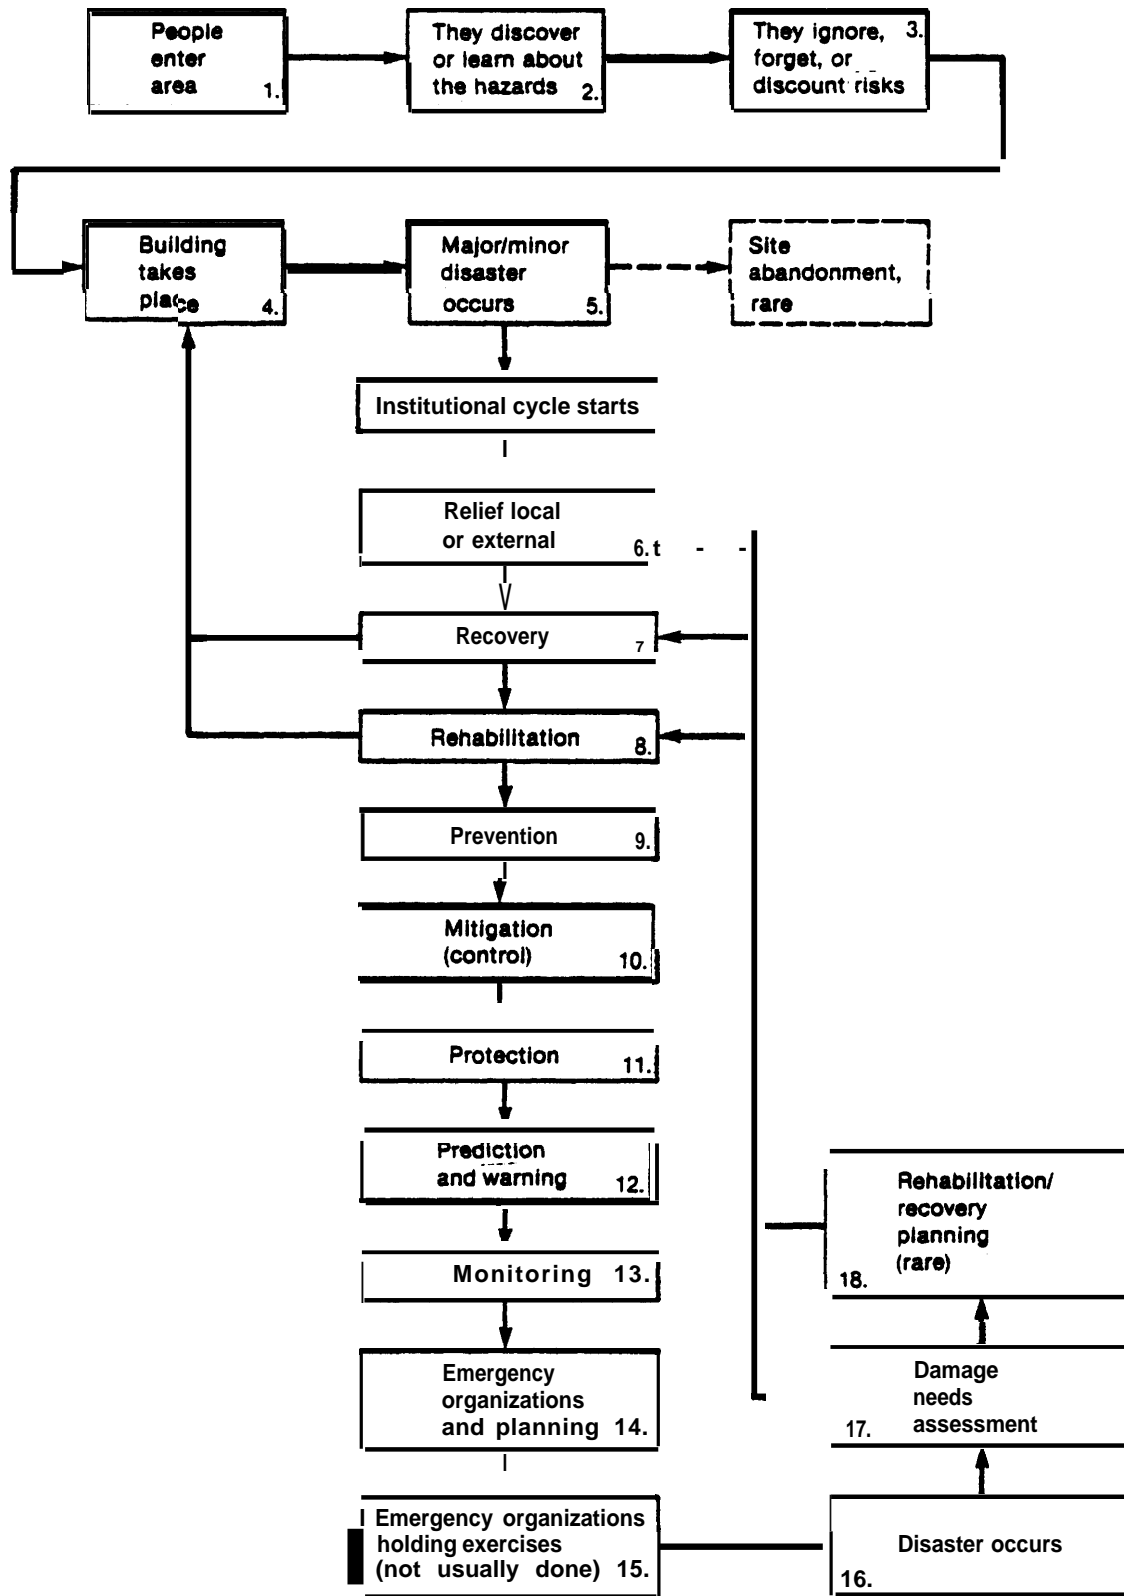 People
enter
area 1.
They discover
or learn about
the hazards 2.
They ignore, 3.
forget, or
discount risks
Building
takes
place 4.
Major/minor
disaster
occurs 5.
Site
abandonment,
rare
Institutional cycle starts
Relief local
or external
6. t - -
Recovery 7
Rehabilitation 8.
Prevention 9.
Mitigation
(control) 10.
Protection 11.
Prediction
and warning 12.
Monitoring 13.
Emergency
organizations
and planning 14.
Emergency organizations
holding exercises
(not usually done) 15.
Disaster occurs
16.
Damage
needs
17. assessment
Rehabilitation/
recovery
planning
(rare)
18.